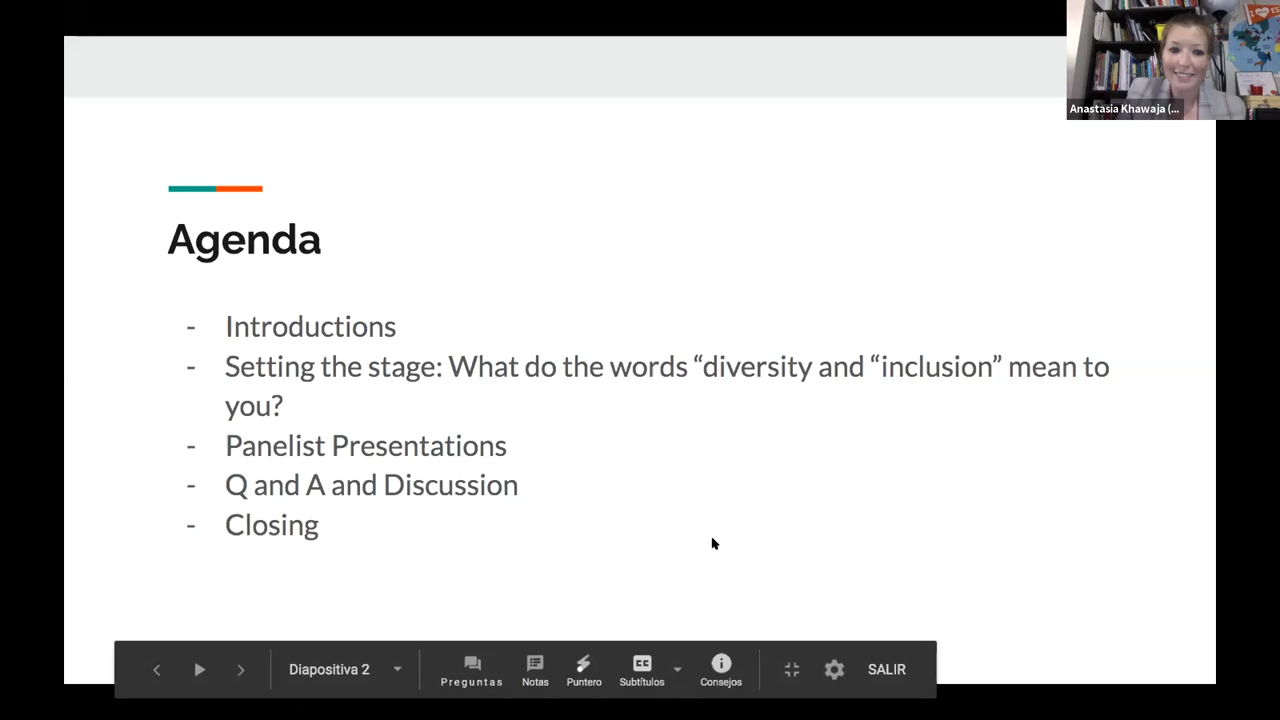 Anastasia Khawaja (...
Agenda
- Introductions
- Setting the stage: What do the words “diversity and “inclusion” mean to
you?
- Panelist Presentations
- Q and A and Discussion
- Closing
Diapositiva 2
Preguntas
Notas
Puntero
CC
Subtítulos
Consejos
SALIR